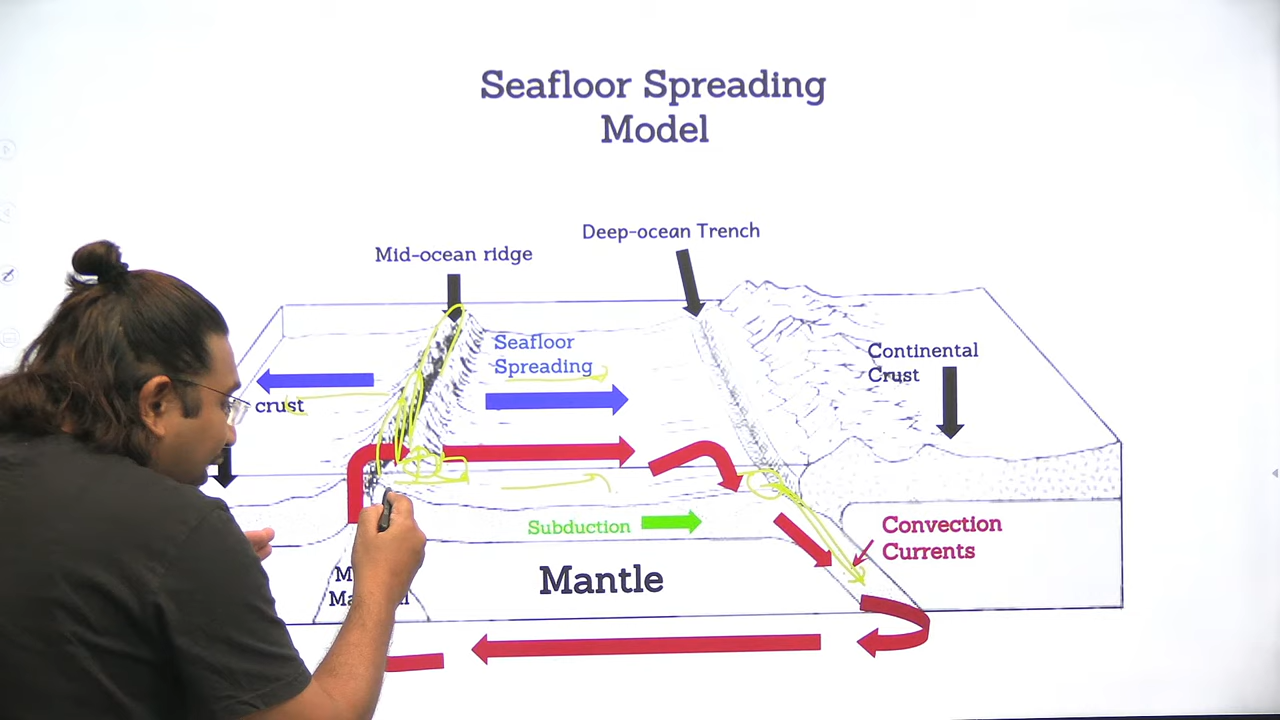 Seafloor Spreading
Model
Deep-ocean Trench
Mid-ocean ridge
Seafloor
Spreading
Continental
Crust
crust
Subduction
Convection
Currents
Mantle